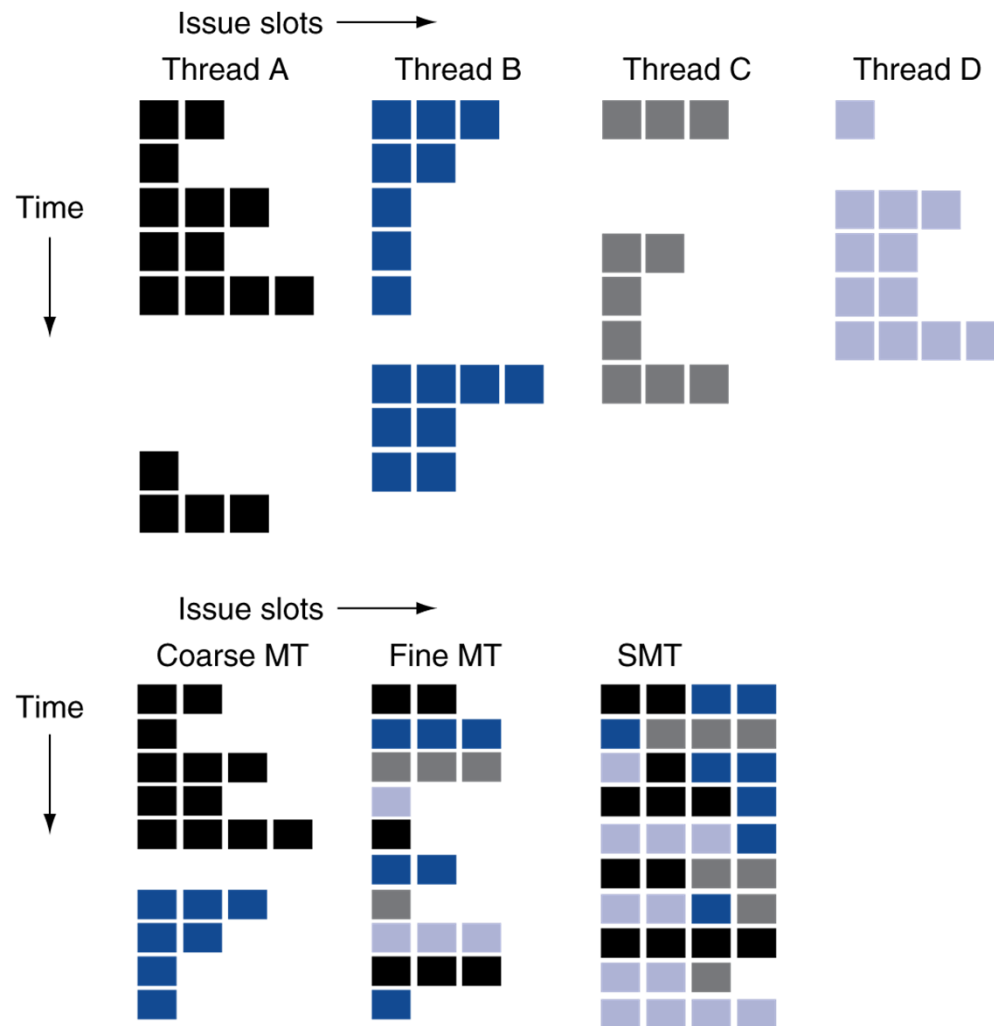 Issue slots
Thread A Thread B Thread C Thread D
Time
Issue slots
Coarse MT Fine MT SMT
Time